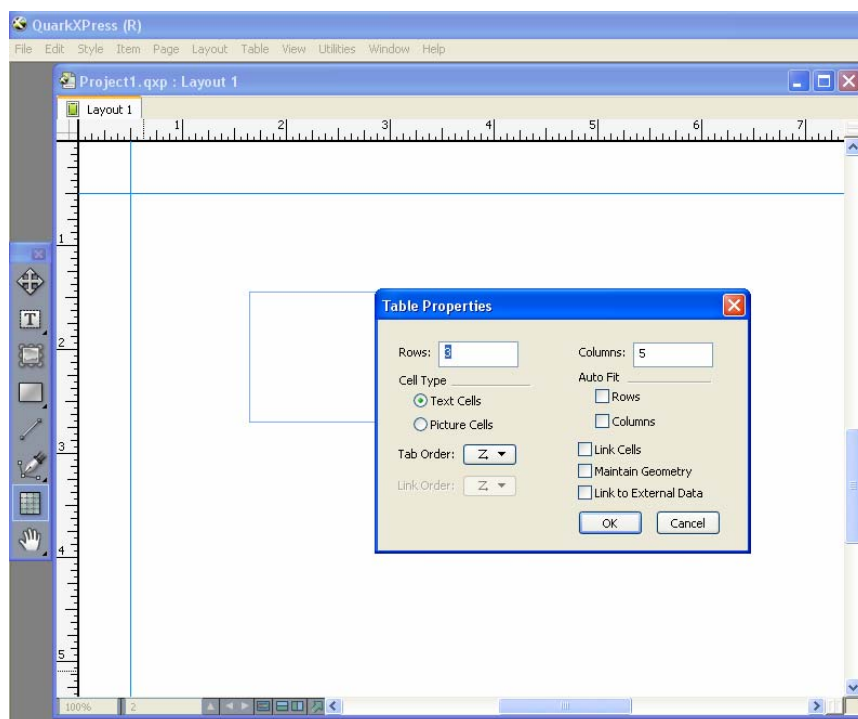 QuarkXPress (R)
File Edit Style Item Page Layout Table View Utilities Window Help
Project1.qxp : Layout 1
Layout 1
1 2 3 4 5 6 7
1
Table Properties
Rows: 3 Columns: 5
2
Cell Type Auto Fit
Text Cells Rows
Picture Cells Columns
3
Tab Order: Z Link Cells
Maintain Geometry
Link Order: Z Link to External Data
OK Cancel
T
4
5
100% 2